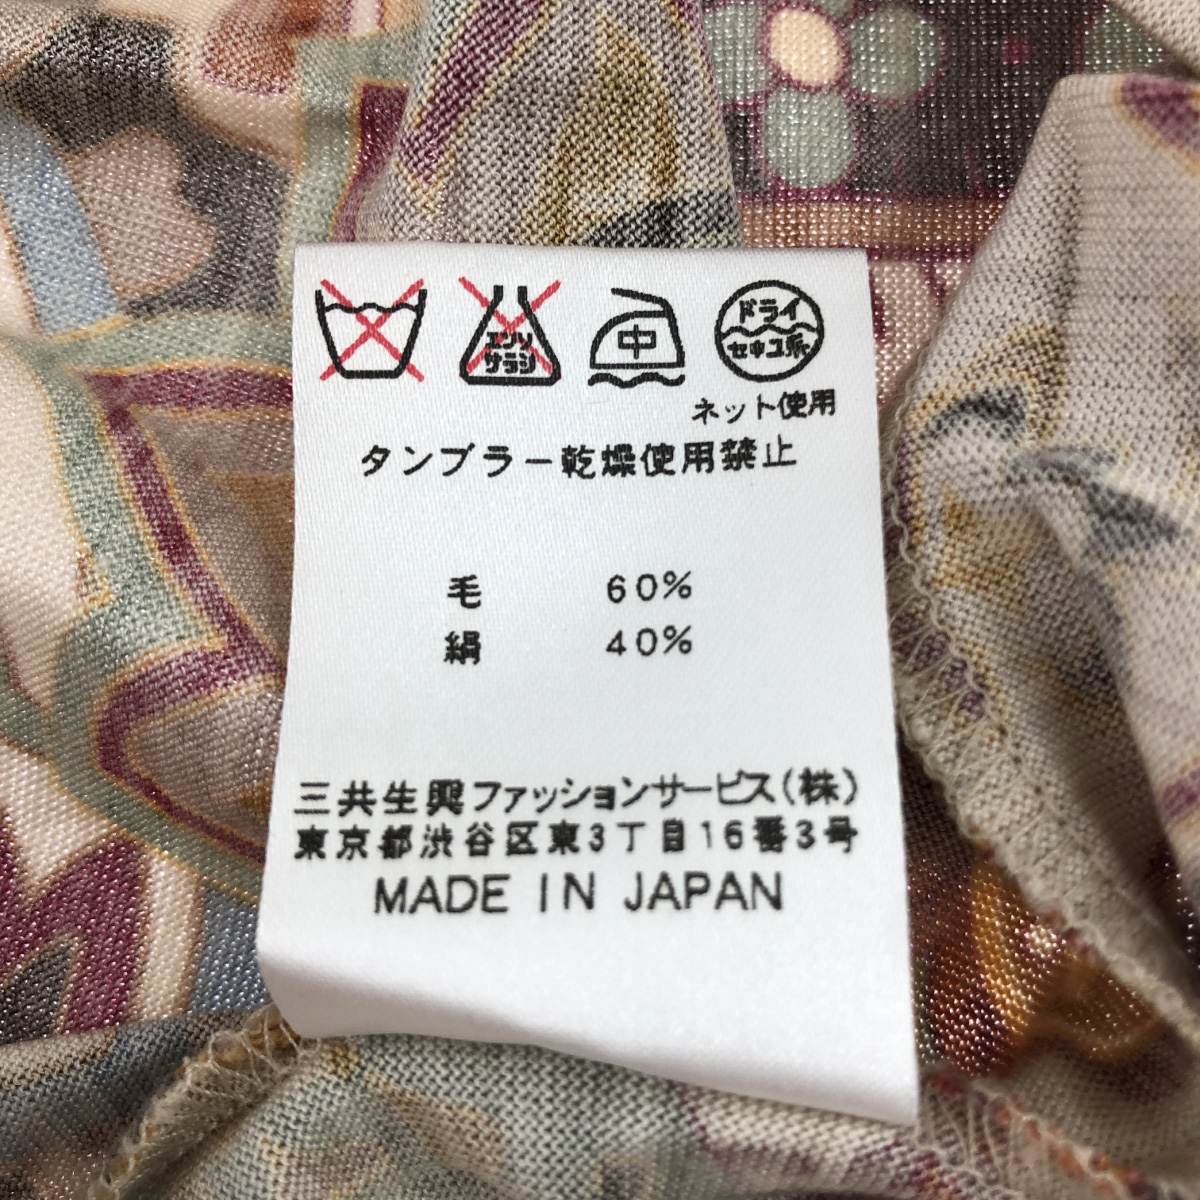 エンソ
サラシ
中
ドライ
セキユ系
ネット使用
タンブラー乾燥使用禁止
毛 60%
絹 40%
三共生興ファッションサービス(株)
東京都渋谷区東3丁目16番3号
MADE IN JAPAN